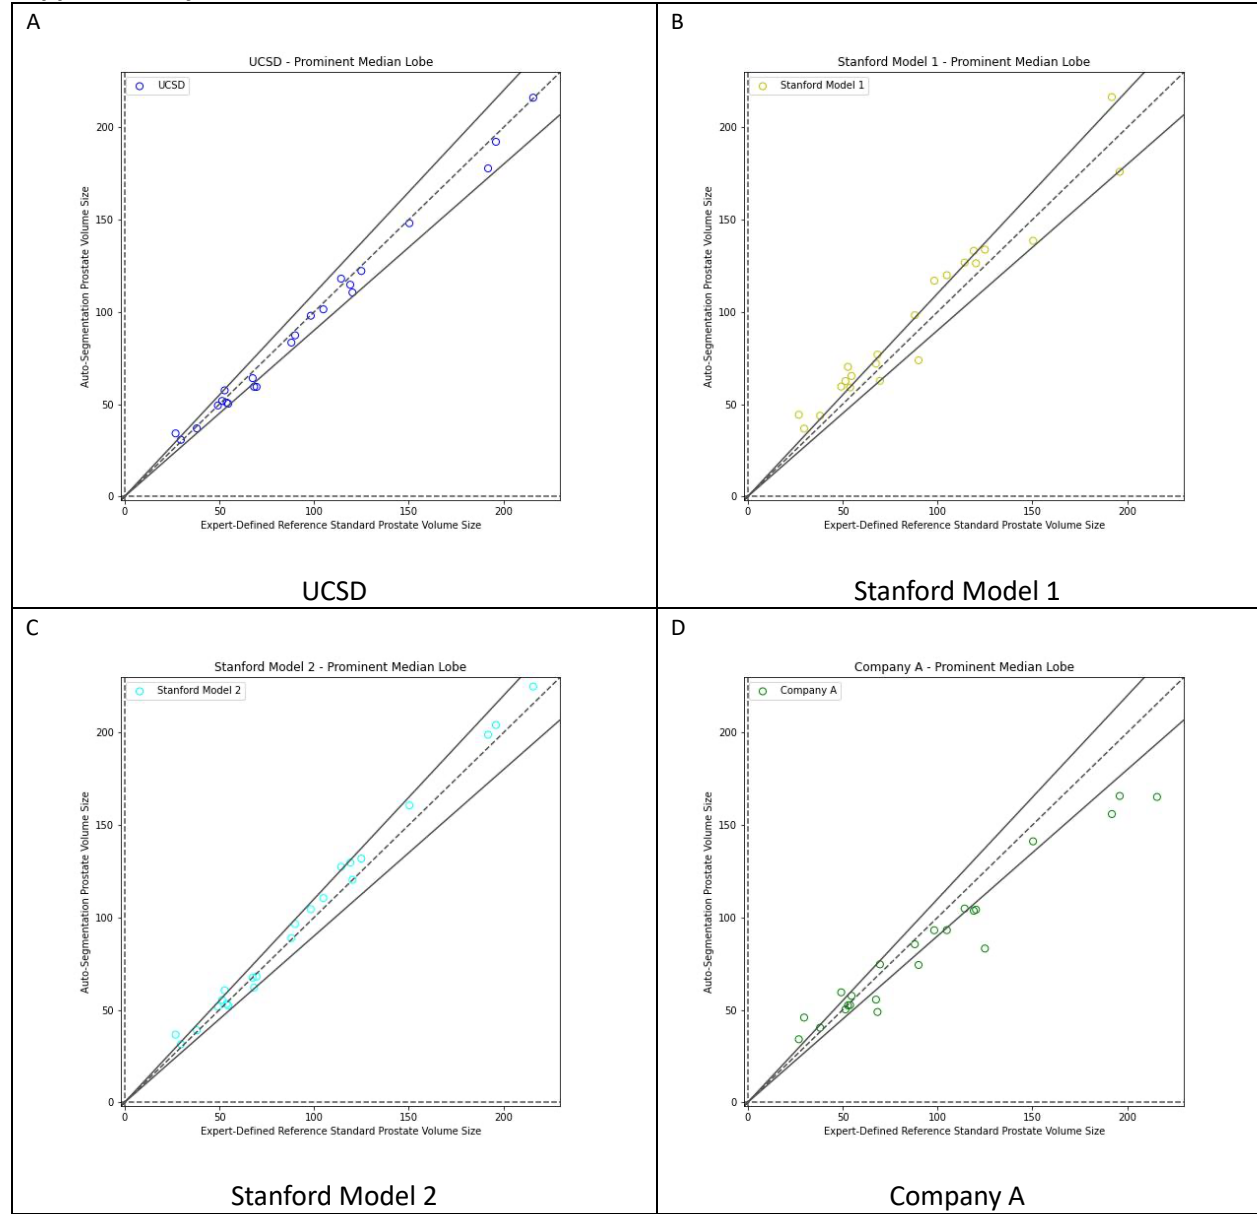 A
UCSD - Prominent Median Lobe
UCSD
200
150
100
50
0
Auto-Segmentation Prostate Volume Size
0 50 100 150 200
Expert-Defined Reference Standard Prostate Volume Size
UCSD
B
Stanford Model 1 - Prominent Median Lobe
Stanford Model 1
200
150
100
50
0
Auto-Segmentation Prostate Volume Size
0 50 100 150 200
Expert-Defined Reference Standard Prostate Volume Size
Stanford Model 1
C
Stanford Model 2 - Prominent Median Lobe
Stanford Model 2
200
150
100
50
0
Auto-Segmentation Prostate Volume Size
0 50 100 150 200
Expert-Defined Reference Standard Prostate Volume Size
Stanford Model 2
D
Company A - Prominent Median Lobe
Company A
200
150
100
50
0
Auto-Segmentation Prostate Volume Size
0 50 100 150 200
Expert-Defined Reference Standard Prostate Volume Size
Company A